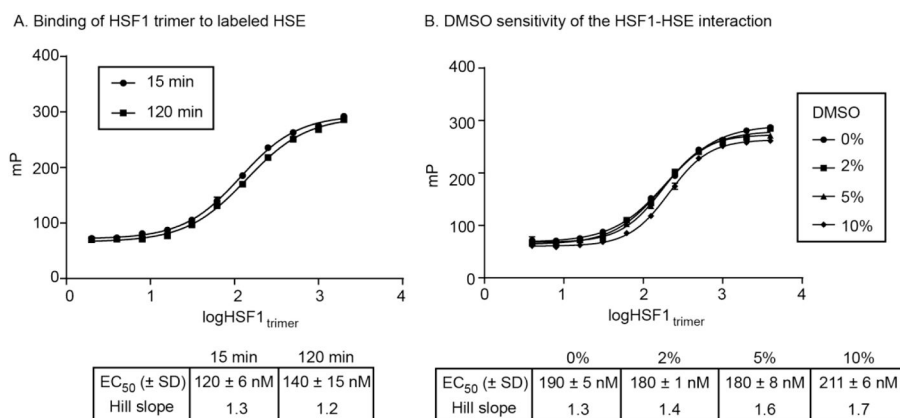 A. Binding of HSF1 trimer to labeled HSE
400
300
200
100
0
mP
15 min
120 min
0 1 2 3 4
logHSF1trimer
15 min 120 min
EC50 (± SD) 120 ± 6 nM 140 ± 15 nM
Hill slope 1.3 1.2
B. DMSO sensitivity of the HSF1-HSE interaction
400
300
200
100
0
mP
DMSO
0%
2%
5%
10%
0 1 2 3 4
logHSF1trimer
0% 2% 5% 10%
EC50 (± SD) 190 ± 5 nM 180 ± 1 nM 180 ± 8 nM 211 ± 6 nM
Hill slope 1.3 1.4 1.6 1.7